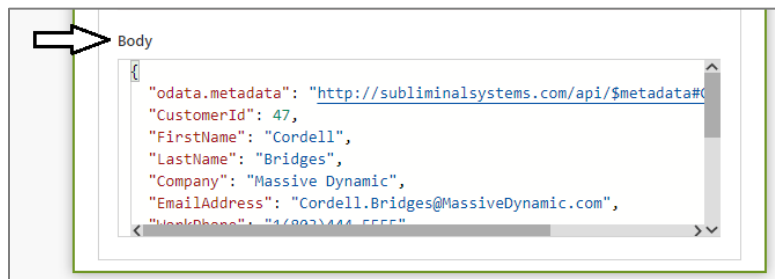 Body
{
"odata.metadata": "http://subliminalsystems.com/api/$metadata#
"CustomerId": 47,
"FirstName": "Cordell",
"LastName": "Bridges",
"Company": "Massive Dynamic",
"EmailAddress": "Cordell.Bridges@MassiveDynamic.com",